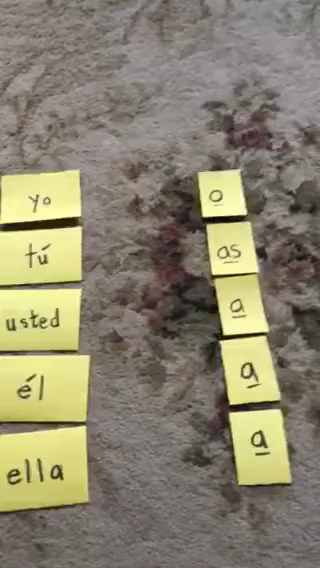 yo o
tú as
usted a
él a
ella a